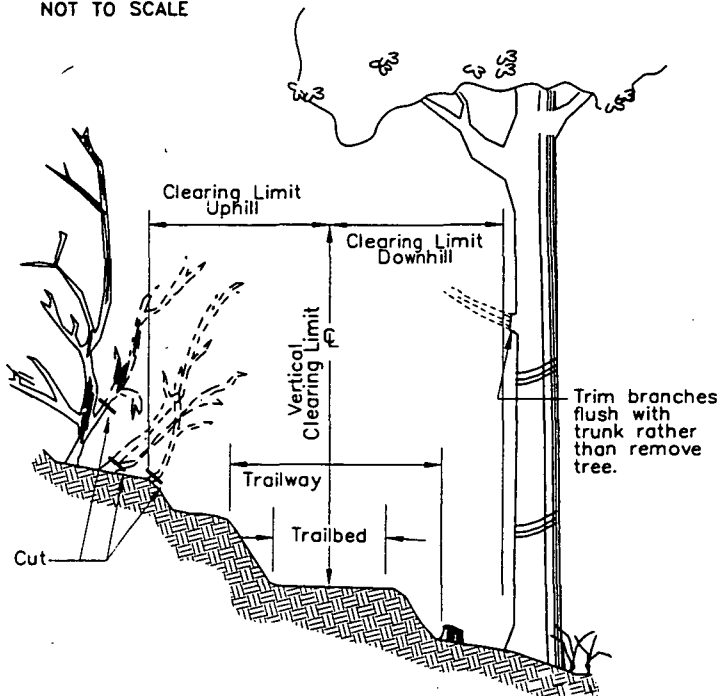 NOT TO SCALE
Clearing Limit
Uphill
Clearing Limit
Downhill
Vertical
Clearing Limit
℄
Trim branches
flush with
trunk rather
than remove
tree.
Trailway
Trailbed
Cut